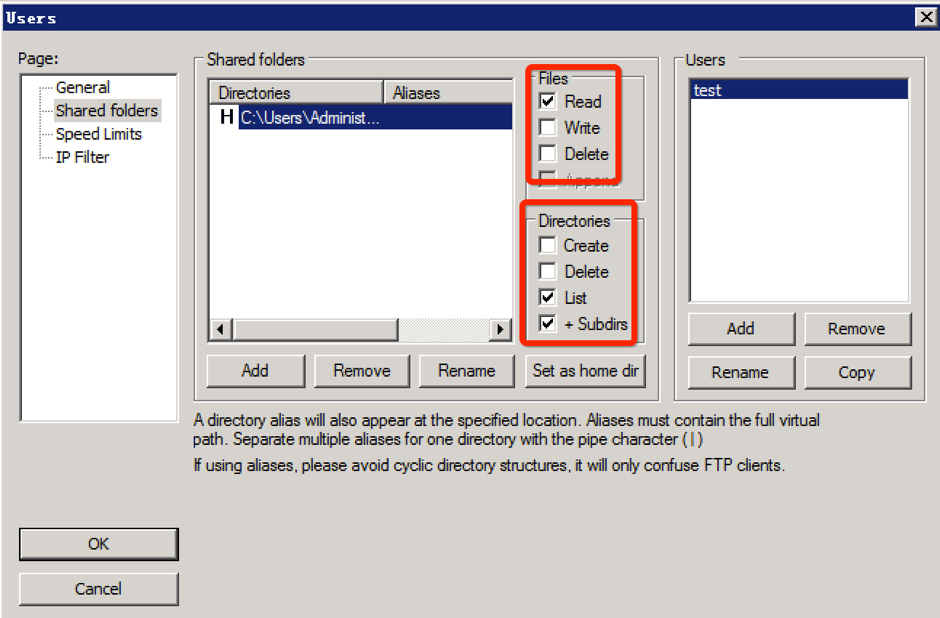 Users
Page:
General
Shared folders
Speed Limits
IP Filter
Shared folders
Directories Aliases
H C:\Users\Administ...
Files
Read
Write
Delete
Append
Directories
Create
Delete
List
+ Subdirs
Add Remove Rename Set as home dir
Users
test
Add Remove
Rename Copy
A directory alias will also appear at the specified location. Aliases must contain the full virtual
path. Separate multiple aliases for one directory with the pipe character (|)
If using aliases, please avoid cyclic directory structures, it will only confuse FTP clients.
OK
Cancel